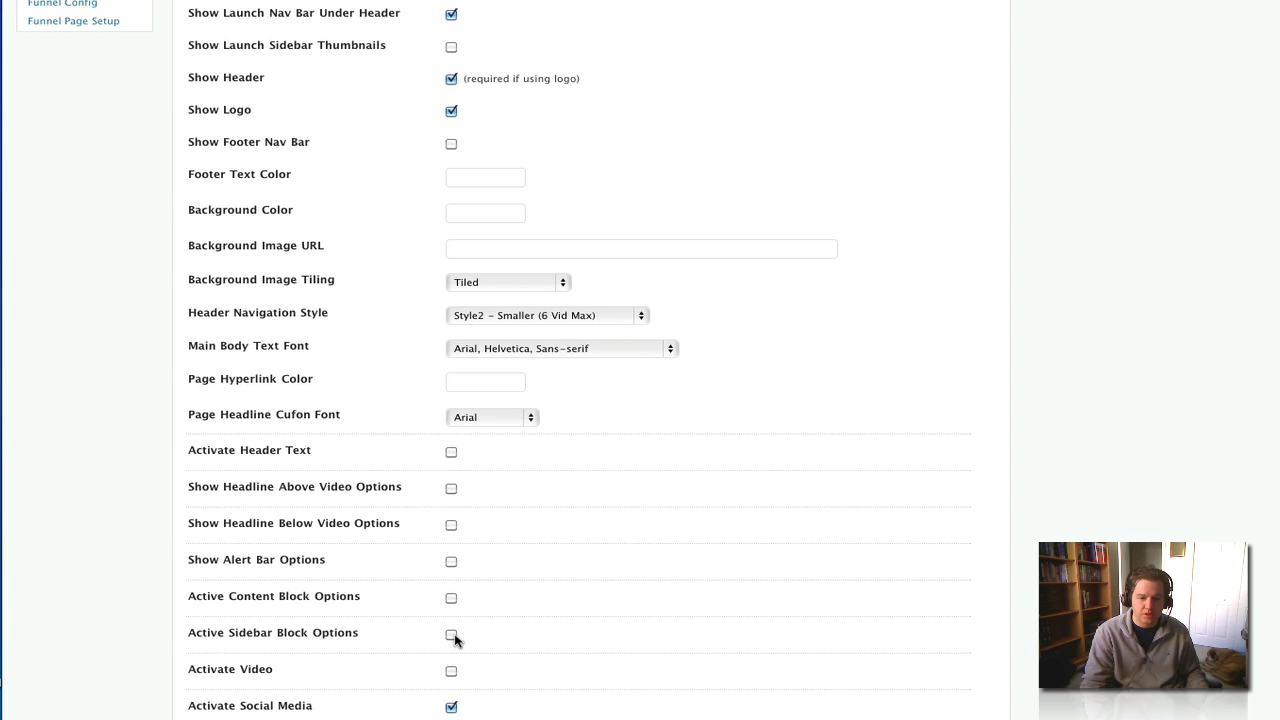 Funnel Config
Funnel Page Setup
Show Launch Nav Bar Under Header
Show Launch Sidebar Thumbnails
Show Header (required if using logo)
Show Logo
Show Footer Nav Bar
Footer Text Color
Background Color
Background Image URL
Background Image Tiling Tiled
Header Navigation Style Style2 - Smaller (6 Vid Max)
Main Body Text Font Arial, Helvetica, Sans-serif
Page Hyperlink Color
Page Headline Cufon Font Arial
Activate Header Text
Show Headline Above Video Options
Show Headline Below Video Options
Show Alert Bar Options
Active Content Block Options
Active Sidebar Block Options
Activate Video
Activate Social Media